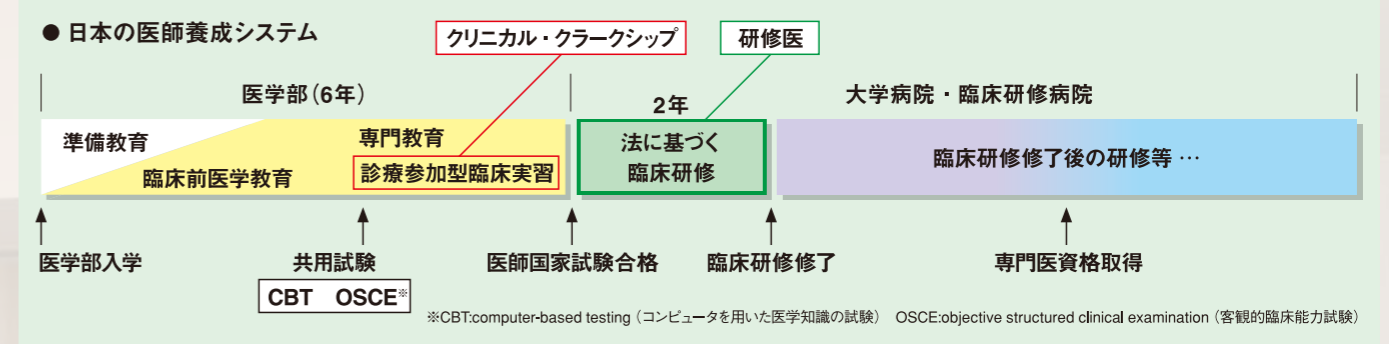 ● 日本の医師養成システム
クリニカル・クラークシップ
研修医
医学部（6年）
2年
大学病院・臨床研修病院
準備教育
臨床前医学教育
専門教育
診療参加型臨床実習
法に基づく
臨床研修
臨床研修修了後の研修等 …
医学部入学
共用試験
CBT OSCE※
医師国家試験合格
臨床研修修了
専門医資格取得
※CBT:computer-based testing（コンピュータを用いた医学知識の試験） OSCE:objective structured clinical examination（客観的臨床能力試験）